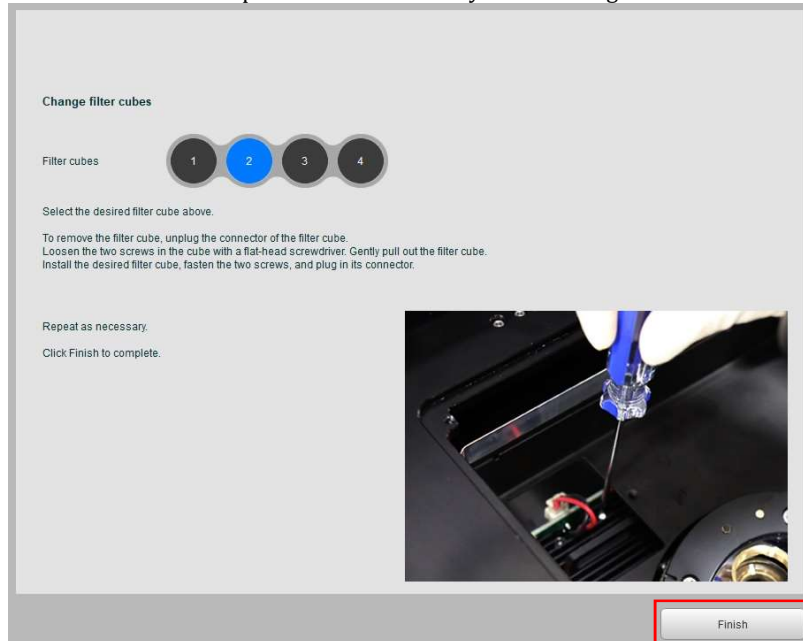 Change filter cubes
Filter cubes
1 2 3 4
Select the desired filter cube above.
To remove the filter cube, unplug the connector of the filter cube.
Loosen the two screws in the cube with a flat-head screwdriver. Gently pull out the filter cube.
Install the desired filter cube, fasten the two screws, and plug in its connector.
Repeat as necessary.
Click Finish to complete.
Finish